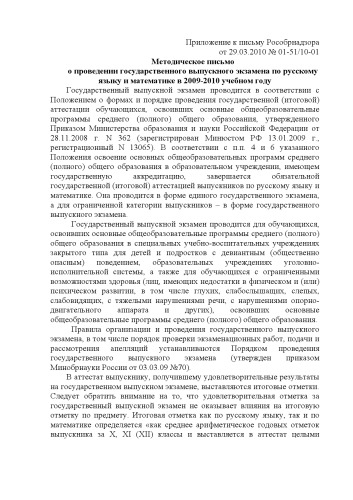 Приложение к письму Рособрнадзора
от 29.03.2010 № 01-51/10-01
Методическое письмо
о проведении государственного выпускного экзамена по русскому
языку и математике в 2009-2010 учебном году
Государственный выпускной экзамен проводится в соответствии с
Положением о формах и порядке проведения государственной (итоговой)
аттестации обучающихся, освоивших основные общеобразовательные
программы среднего (полного) общего образования, утвержденного
Приказом Министерства образования и науки Российской Федерации от
28.11.2008 г. N 362 (зарегистрирован Минюстом РФ 13.01.2009 г.,
регистрационный N 13065). В соответствии с п.п. 4 и 6 указанного
Положения освоение основных общеобразовательных программ среднего
(полного) общего образования в образовательном учреждении, имеющем
государственную аккредитацию, завершается обязательной
государственной (итоговой) аттестацией выпускников по русскому языку и
математике. Она проводится в форме единого государственного экзамена,
а для ограниченной категории выпускников – в форме государственного
выпускного экзамена.
Государственный выпускной экзамен проводится для обучающихся,
освоивших основные общеобразовательные программы среднего (полного)
общего образования в специальных учебно-воспитательных учреждениях
закрытого типа для детей и подростков с девиантным (общественно
опасным) поведением, образовательных учреждениях уголовно-
исполнительной системы, а также для обучающихся с ограниченными
возможностями здоровья (лиц, имеющих недостатки в физическом и (или)
психическом развитии, в том числе глухих, слабослышащих, слепых,
слабовидящих, с тяжелыми нарушениями речи, с нарушениями опорно-
двигательного аппарата и других), освоивших основные
общеобразовательные программы среднего (полного) общего образования.
Правила организации и проведения государственного выпускного
экзамена, в том числе порядок проверки экзаменационных работ, подачи и
рассмотрения апелляций устанавливаются Порядком проведения
государственного выпускного экзамена (утвержден приказом
Минобрнауки России от 03.03.09 №70).
В аттестат выпускнику, получившему удовлетворительные результаты
на государственном выпускном экзамене, выставляются итоговые отметки.
Следует обратить внимание на то, что удовлетворительная отметка за
государственный выпускной экзамен не оказывает влияния на итоговую
отметку по предмету. Итоговая отметка как по русскому языку, так и по
математике определяется «как среднее арифметическое годовых отметок
выпускника за X, XI (XII) классы и выставляется в аттестат целыми